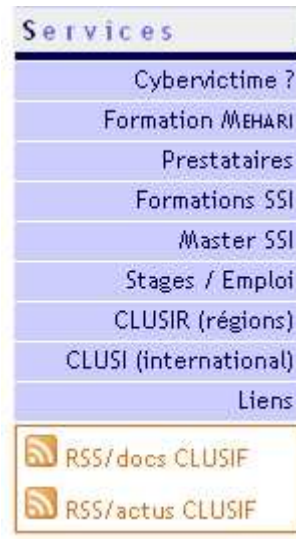 Services
Cybervictime ?
Formation MEHARI
Prestataires
Formations SSI
Master SSI
Stages / Emploi
CLUSIR (régions)
CLUSI (international)
Liens
RSS/docs CLUSIF
RSS/actus CLUSIF